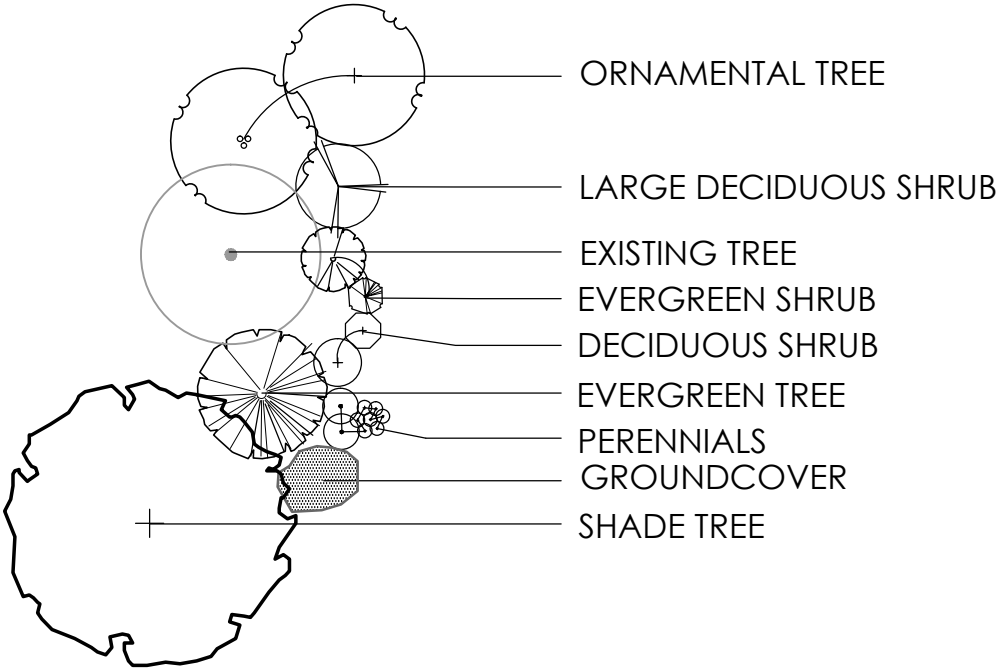 ORNAMENTAL TREE
LARGE DECIDUOUS SHRUB
EXISTING TREE
EVERGREEN SHRUB
DECIDUOUS SHRUB
EVERGREEN TREE
PERENNIALS
GROUNDCOVER
SHADE TREE